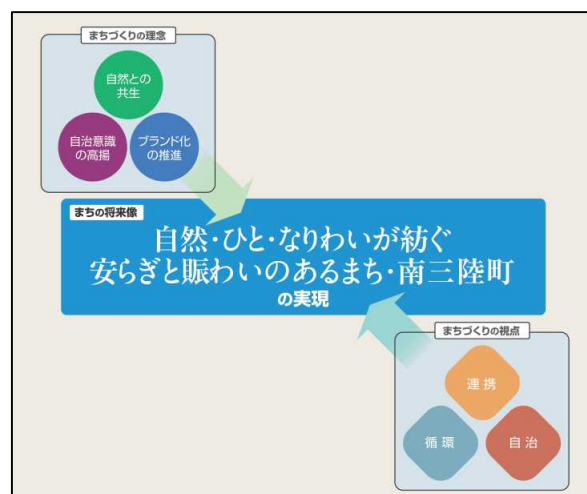 まちづくりの理念
自然との
共生
自治意識
の高揚
ブランド化
の推進
まちの将来像
自然・ひと・なりわいが紡ぐ
安らぎと賑わいのあるまち・南三陸町
の実現
まちづくりの視点
連携
循環
自治